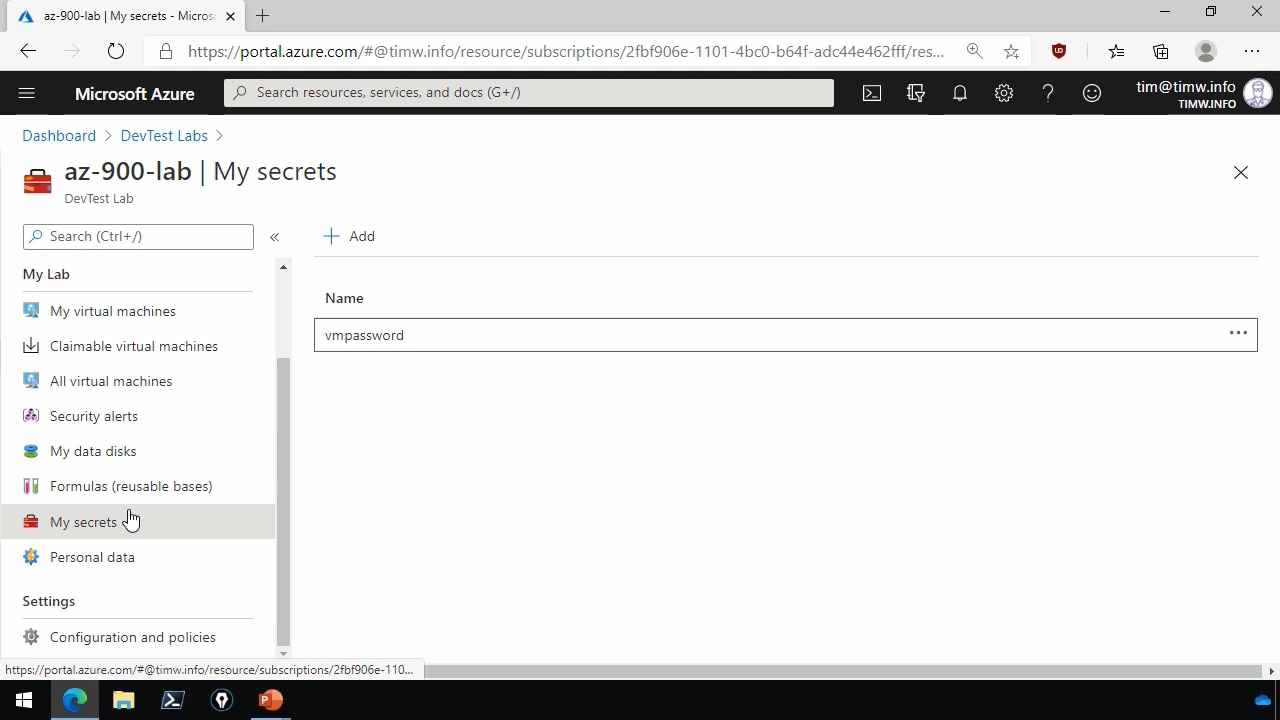 az-900-lab | My secrets - Micros
https://portal.azure.com/#@timw.info/resource/subscriptions/2fbf906e-1101-4bc0-b64f-adc44e462fff/res...
Microsoft Azure
Search resources, services, and docs (G+/)
tim@timw.info
TIMW.INFO
Dashboard > DevTest Labs >
az-900-lab | My secrets
DevTest Lab
Search (Ctrl+/)
«
+ Add
My Lab
Name
My virtual machines
vmpassword
Claimable virtual machines
All virtual machines
Security alerts
My data disks
Formulas (reusable bases)
My secrets
Personal data
Settings
Configuration and policies
https://portal.azure.com/#@timw.info/resource/subscriptions/2fbf906e-110...